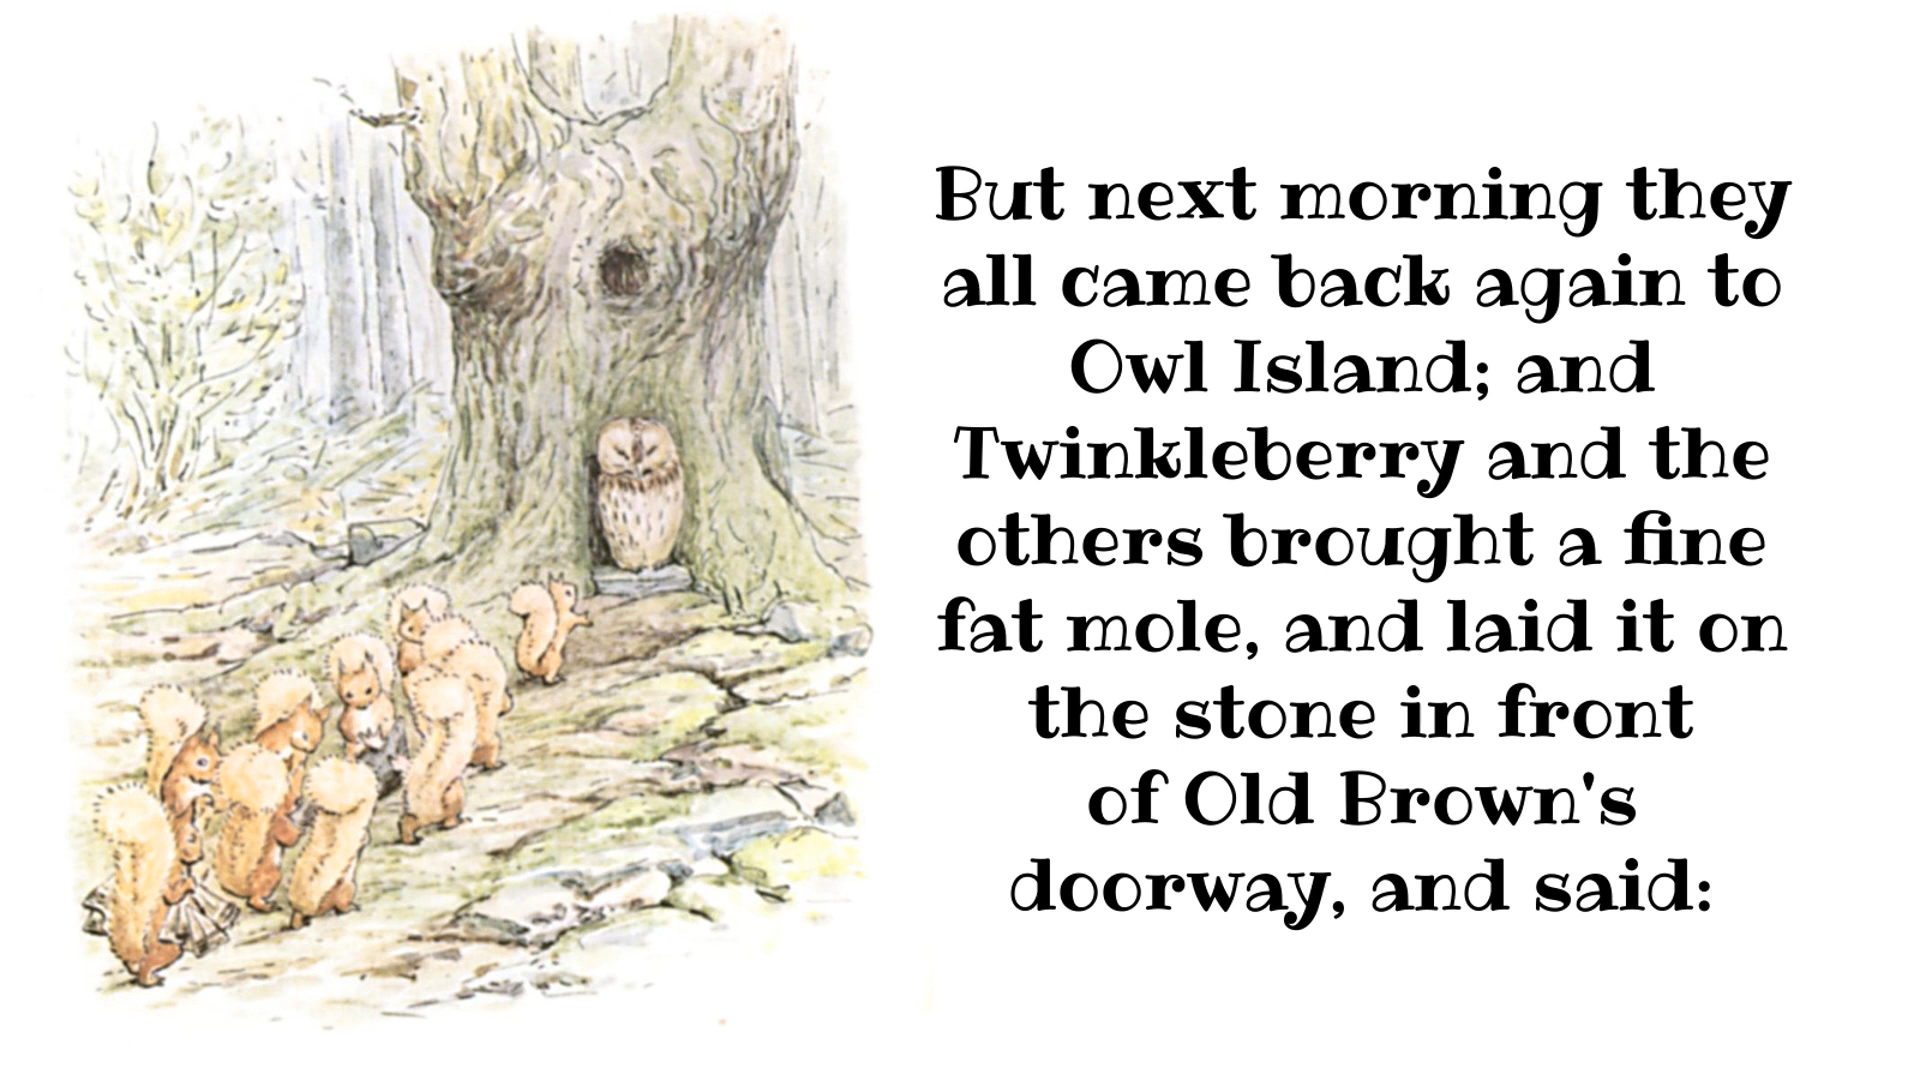 But next morning they
all came back again to
Owl Island; and
Twinkleberry and the
others brought a fine
fat mole, and laid it on
the stone in front
of Old Brown's
doorway, and said: